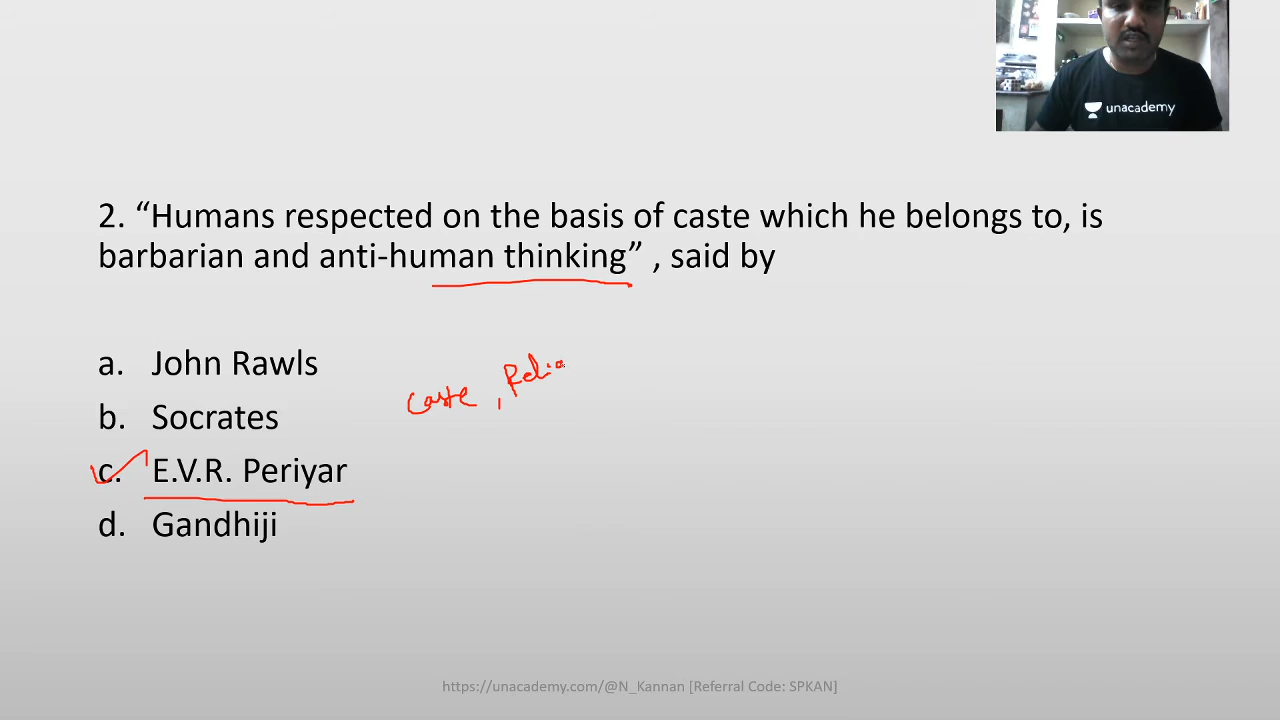 unacademy
2. “Humans respected on the basis of caste which he belongs to, is
barbarian and anti-human thinking” , said by
a. John Rawls
b. Socrates
caste ,
c. E.V.R. Periyar
d. Gandhiji
https://unacademy.com/@N_Kannan [Referral Code: SPKAN]